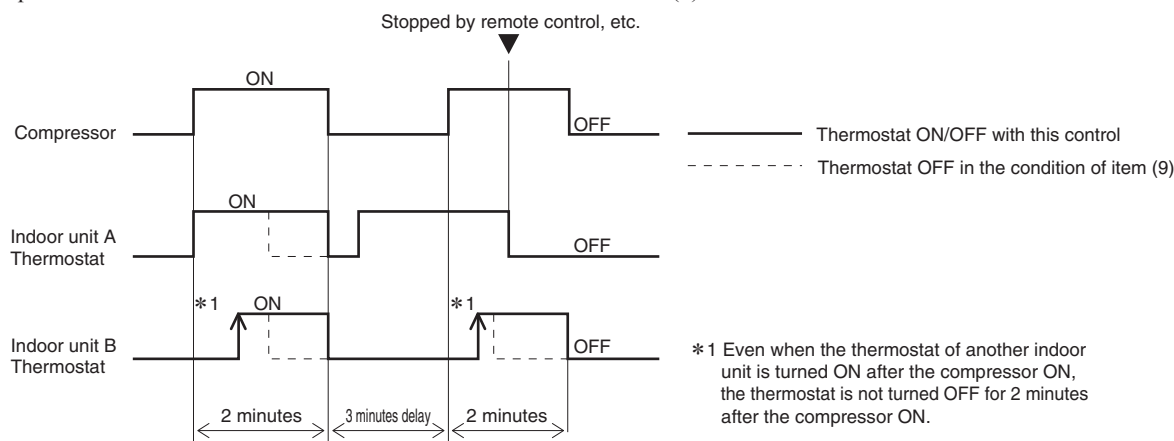 (9)
Stopped by remote control, etc.
ON
Compressor
OFF
Thermostat ON/OFF with this control
Thermostat OFF in the condition of item (9)
ON
Indoor unit A
Thermostat
OFF
*1
ON
*1
Indoor unit B
Thermostat
OFF
*1 Even when the thermostat of another indoor
unit is turned ON after the compressor ON,
the thermostat is not turned OFF for 2 minutes
after the compressor ON.
2 minutes
3 minutes delay
2 minutes